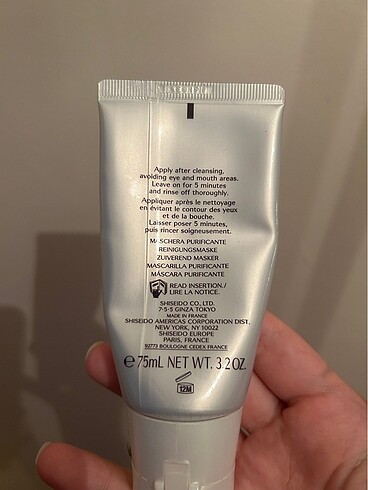 Apply after cleansing,
avoiding eye and mouth areas.
Leave on for 5 minutes
and rinse off thoroughly.
Appliquer après le nettoyage
en évitant le contour des yeux
et de la bouche.
Laisser poser 5 minutes,
puis rincer soigneusement.
MASCHERA PURIFICANTE
REINIGUNGSMASKE
ZUIVEREND MASKER
MASCARILLA PURIFICANTE
MÁSCARA PURIFICANTE
READ INSERTION./
LIRE LA NOTICE.
SHISEIDO CO., LTD.
7-5-5 GINZA TOKYO
MADE IN FRANCE
SHISEIDO AMERICAS CORPORATION DIST.
NEW YORK, NY 10022
SHISEIDO EUROPE
PARIS, FRANCE
92773 BOULOGNE CEDEX FRANCE
℮ 75mL NET WT. 3.2 OZ.
12M